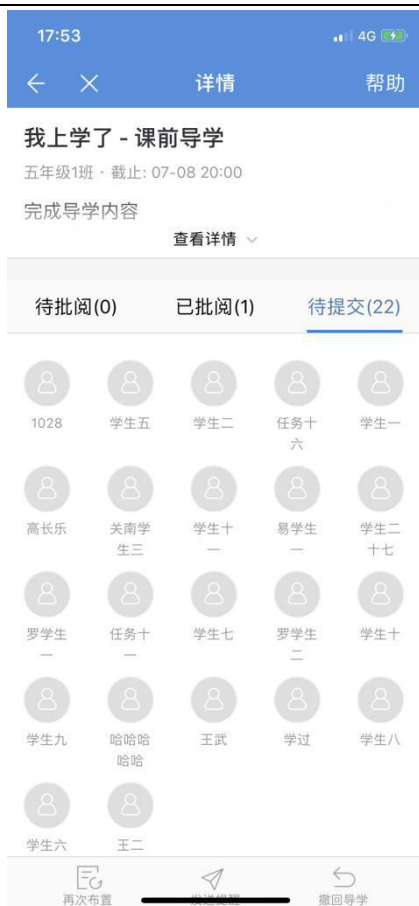 17:53 4G
详情 帮助
我上学了 - 课前导学
五年级1班 · 截止: 07-08 20:00
完成导学内容
查看详情
待批阅(0) 已批阅(1) 待提交(22)
1028 学生五 学生二 任务十 学生一
六
高长乐 关南学 学生十 易学生 学生二
生三 一 一 十七
罗学生 任务十 学生七 罗学生 学生十
一 一 二
学生九 哈哈哈 王武 学过 学生八
哈哈
学生六 王二
再次布置 发送提醒 撤回导学